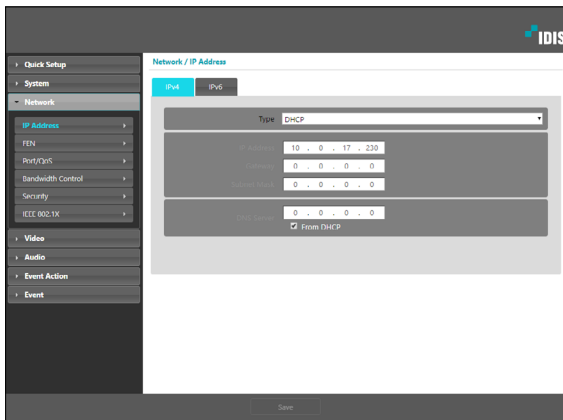 IDIS
Quick Setup
System
Network
IP Address
FEN
Port/QoS
Bandwidth Control
Security
IEEE 802.1X
Video
Audio
Event Action
Event
Network / IP Address
IPv4 IPv6
Type DHCP
IP Address 10 . 0 . 17 . 230
Gateway 0 . 0 . 0 . 0
Subnet Mask 0 . 0 . 0 . 0
DNS Server 0 . 0 . 0 . 0
From DHCP
Save